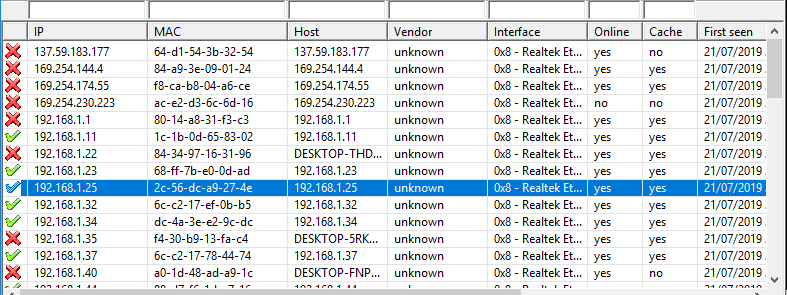 IP MAC Host Vendor Interface Online Cache First seen
137.59.183.177 64-d1-54-3b-32-54 137.59.183.177 unknown 0x8 - Realtek Et... yes no 21/07/2019
169.254.144.4 84-a9-3e-09-01-24 169.254.144.4 unknown 0x8 - Realtek Et... yes yes 21/07/2019
169.254.174.55 f8-ca-b8-04-a6-ce 169.254.174.55 unknown 0x8 - Realtek Et... yes yes 21/07/2019
169.254.230.223 ac-e2-d3-6c-6d-16 169.254.230.223 unknown 0x8 - Realtek Et... no no 21/07/2019
192.168.1.1 80-14-a8-31-f3-c3 192.168.1.1 unknown 0x8 - Realtek Et... yes yes 21/07/2019
192.168.1.11 1c-1b-0d-65-83-02 192.168.1.11 unknown 0x8 - Realtek Et... yes yes 21/07/2019
192.168.1.22 84-34-97-16-31-96 DESKTOP-THD... unknown 0x8 - Realtek Et... yes yes 21/07/2019
192.168.1.23 68-ff-7b-e0-0d-ad 192.168.1.23 unknown 0x8 - Realtek Et... yes yes 21/07/2019
192.168.1.25 2c-56-dc-a9-27-4e 192.168.1.25 unknown 0x8 - Realtek Et... yes yes 21/07/2019
192.168.1.32 6c-c2-17-ef-0b-b5 192.168.1.32 unknown 0x8 - Realtek Et... yes yes 21/07/2019
192.168.1.34 dc-4a-3e-e2-9c-dc 192.168.1.34 unknown 0x8 - Realtek Et... yes yes 21/07/2019
192.168.1.35 f4-30-b9-13-fa-c4 DESKTOP-5RK... unknown 0x8 - Realtek Et... yes yes 21/07/2019
192.168.1.37 6c-c2-17-78-44-74 192.168.1.37 unknown 0x8 - Realtek Et... yes yes 21/07/2019
192.168.1.40 a0-1d-48-ad-a9-1c DESKTOP-FNP... unknown 0x8 - Realtek Et... yes no 21/07/2019